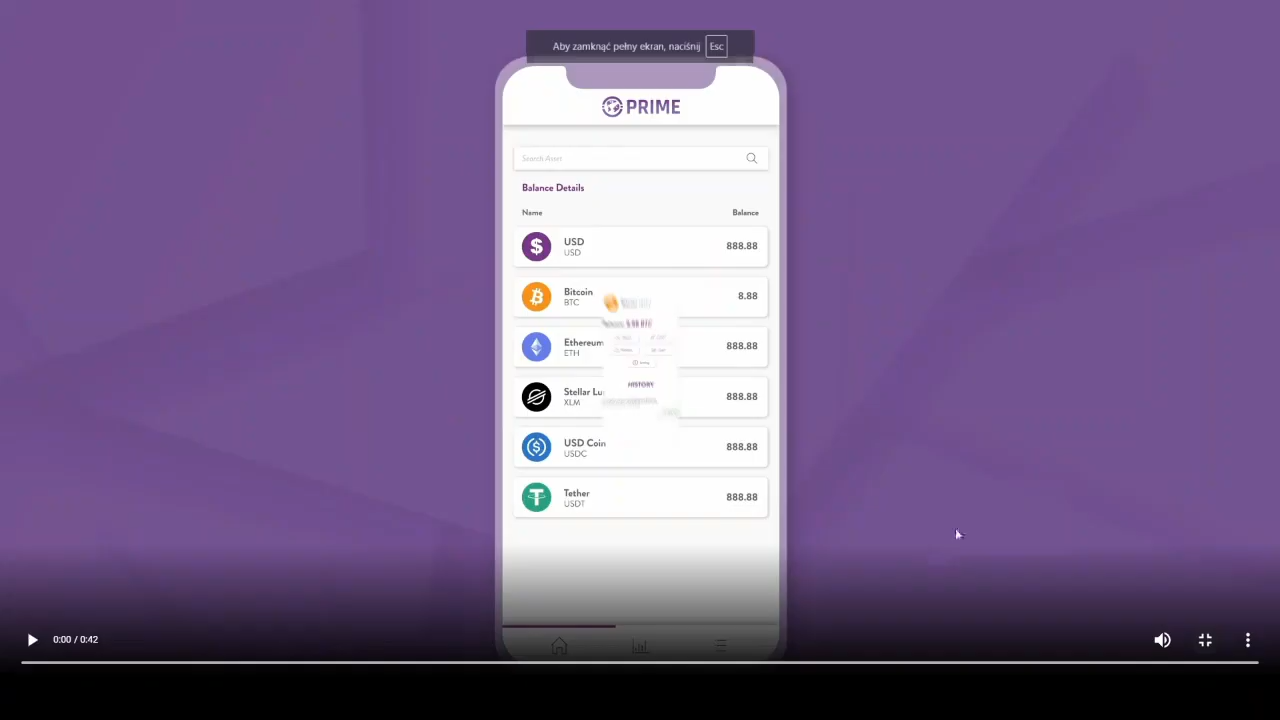 Aby zamknąć pełny ekran, naciśnij Esc
PRIME
Search Asset
Balance Details
Name Balance
USD
USD
888.88
Bitcoin
BTC
8.88
Ethereum
ETH
888.88
Stellar Lu
XLM
888.88
USD Coin
USDC
888.88
Tether
USDT
888.88
HISTORY
0:00 / 0:42